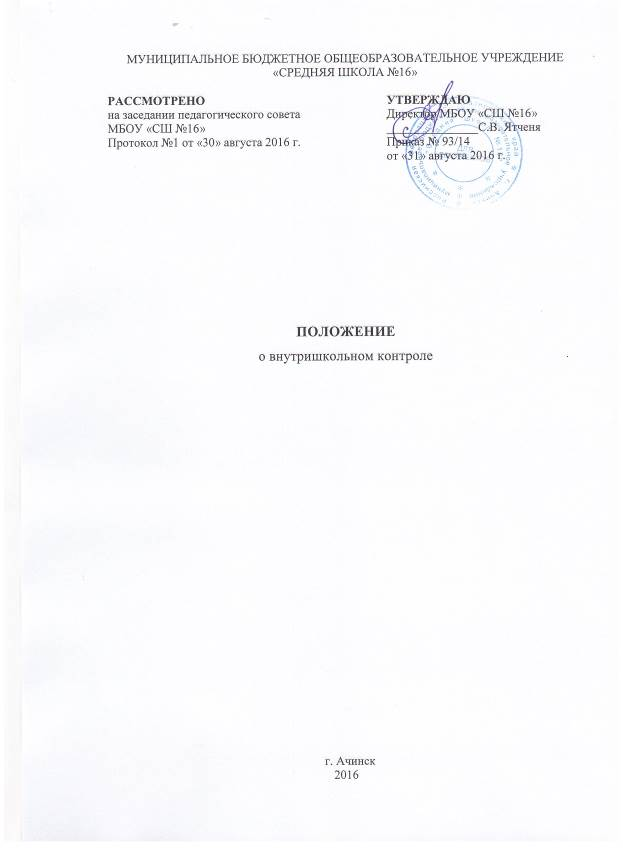 МУНИЦИПАЛЬНОЕ БЮДЖЕТНОЕ ОБЩЕОБРАЗОВАТЕЛЬНОЕ УЧРЕЖДЕНИЕ
«СРЕДНЯЯ ШКОЛА №16»
РАССМОТРЕНО
на заседании педагогического совета
МБОУ «СШ №16»
Протокол №1 от «30» августа 2016 г.
УТВЕРЖДАЮ
Директор МБОУ «СШ №16»
С.В. Ятченя
Приказ № 93/14
от «31» августа 2016 г.
ПОЛОЖЕНИЕ
о внутришкольном контроле
г. Ачинск
2016